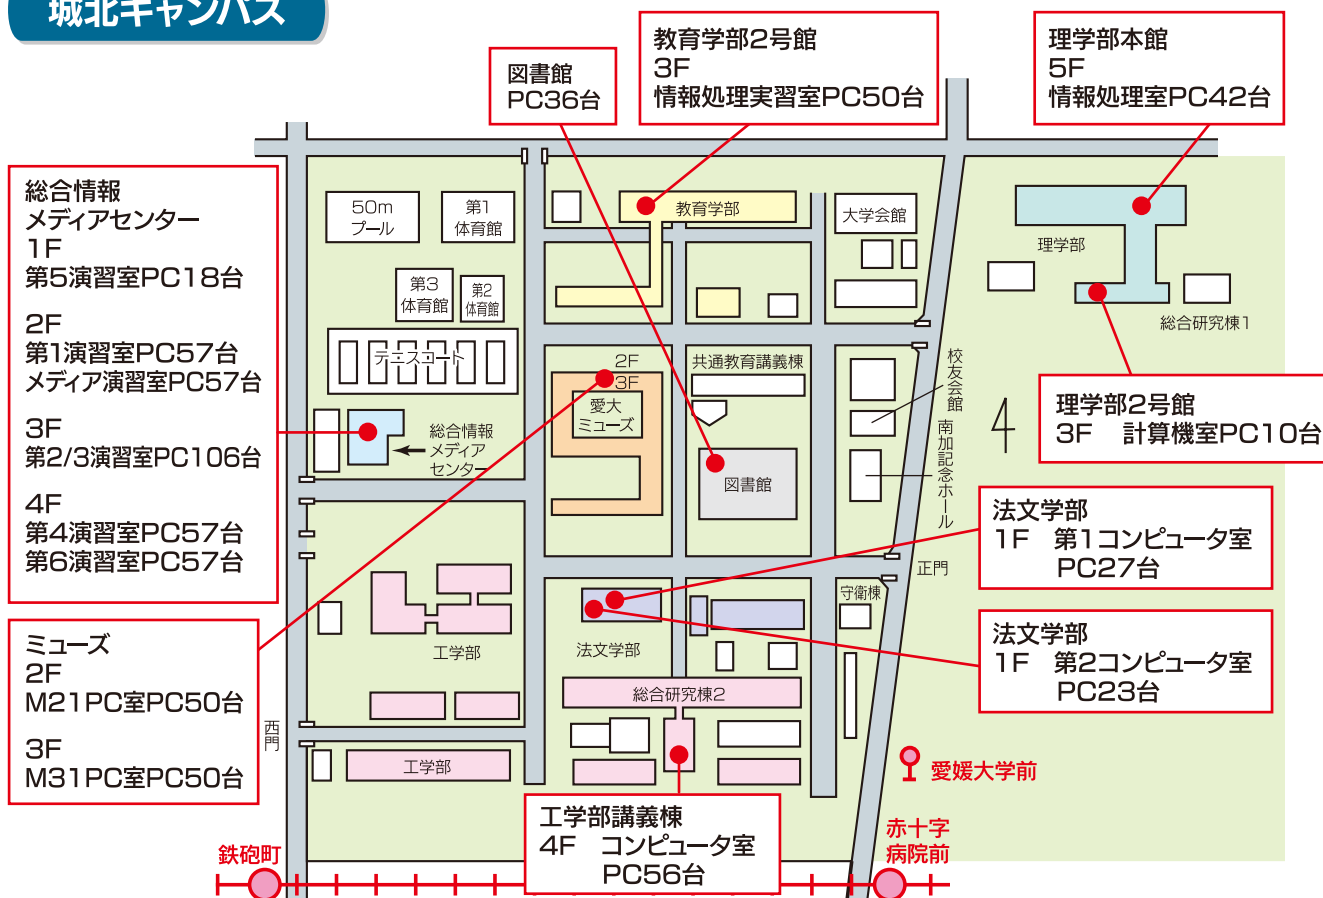 城北キャンパス
図書館
PC36台
教育学部2号館
3F
情報処理実習室PC50台
理学部本館
5F
情報処理室PC42台
総合情報
メディアセンター
1F
第5演習室PC18台
2F
第1演習室PC57台
メディア演習室PC57台
3F
第2/3演習室PC106台
4F
第4演習室PC57台
第6演習室PC57台
50m
プール
第1
体育館
第3
体育館
第2
体育館
テニスコート
教育学部
大学会館
理学部
総合研究棟1
2F
3F
愛大
ミューズ
共通教育講義棟
校友会館
南加記念ホール
図書館
総合情報
メディア
センター
理学部2号館
3F 計算機室PC10台
法文学部
1F 第1コンピュータ室
PC27台
正門
守衛棟
法文学部
1F 第2コンピュータ室
PC23台
工学部
法文学部
総合研究棟2
ミューズ
2F
M21PC室PC50台
3F
M31PC室PC50台
西門
工学部
愛媛大学前
工学部講義棟
4F コンピュータ室
PC56台
鉄砲町
赤十字
病院前